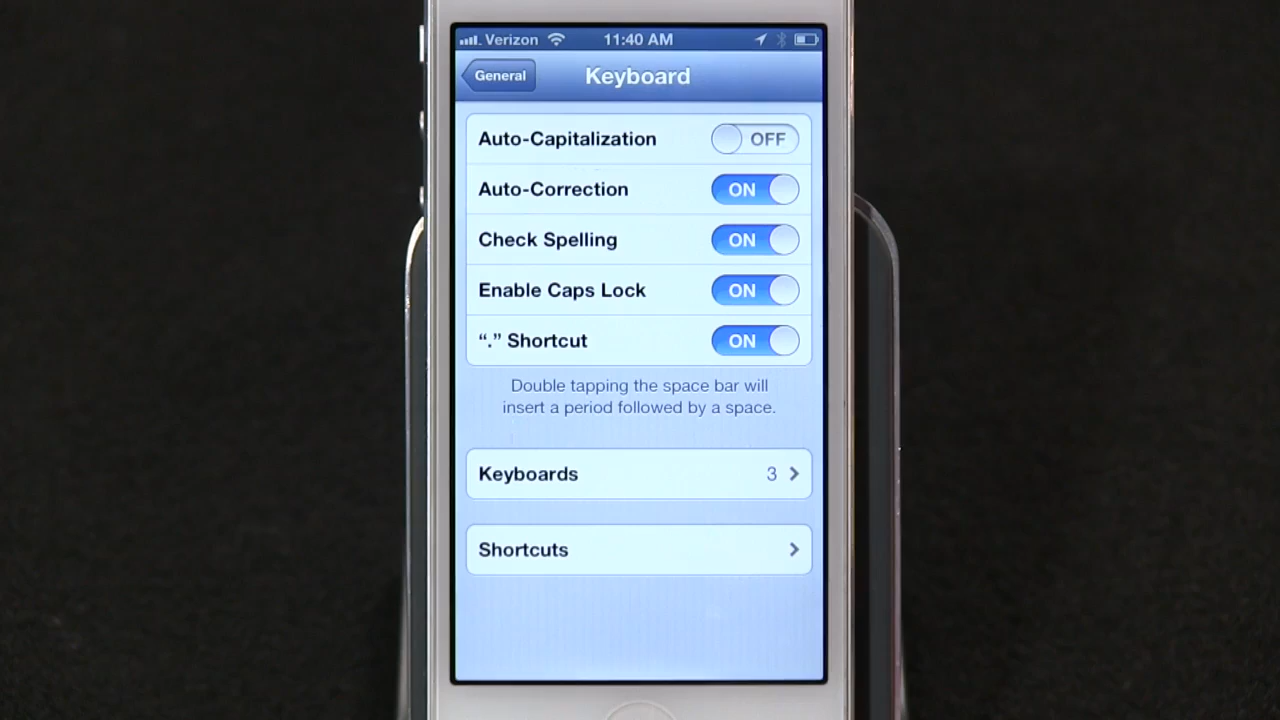 Verizon 11:40 AM
General Keyboard
Auto-Capitalization OFF
Auto-Correction ON
Check Spelling ON
Enable Caps Lock ON
“.” Shortcut ON
Double tapping the space bar will
insert a period followed by a space.
Keyboards 3
Shortcuts